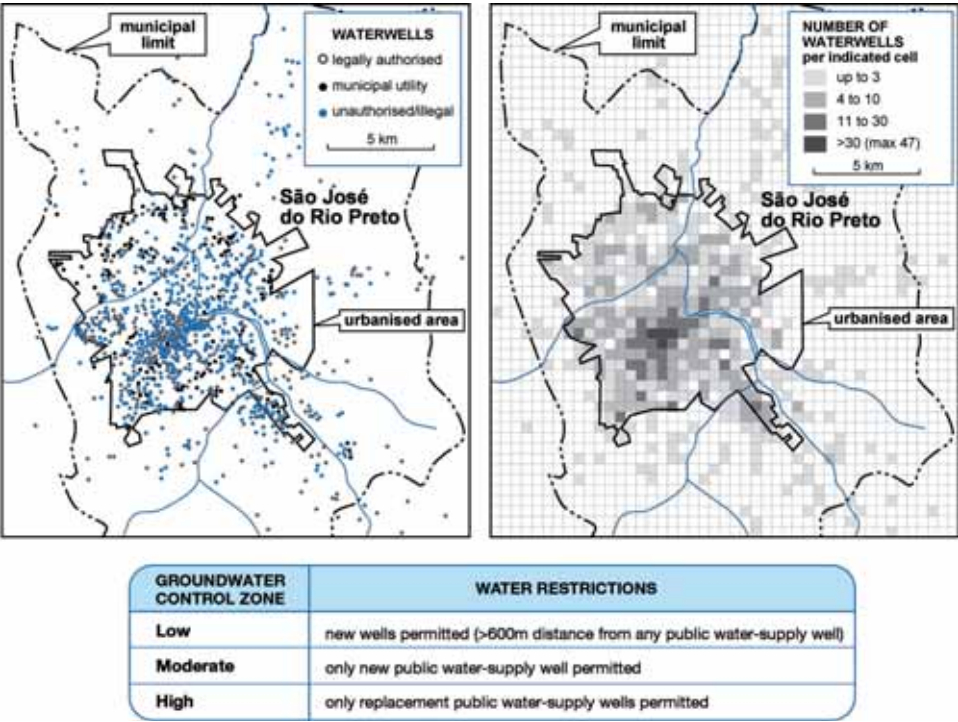 municipal
limit
WATERWELLS
legally authorised
municipal utility
unauthorised/illegal
5 km
São José
do Rio Preto
urbanised area
municipal
limit
NUMBER OF
WATERWELLS
per indicated cell
up to 3
4 to 10
11 to 30
>30 (max 47)
5 km
São José
do Rio Preto
urbanised area
GROUNDWATER
CONTROL ZONE
WATER RESTRICTIONS
Low
new wells permitted (>600m distance from any public water-supply well)
Moderate
only new public water-supply well permitted
High
only replacement public water-supply wells permitted